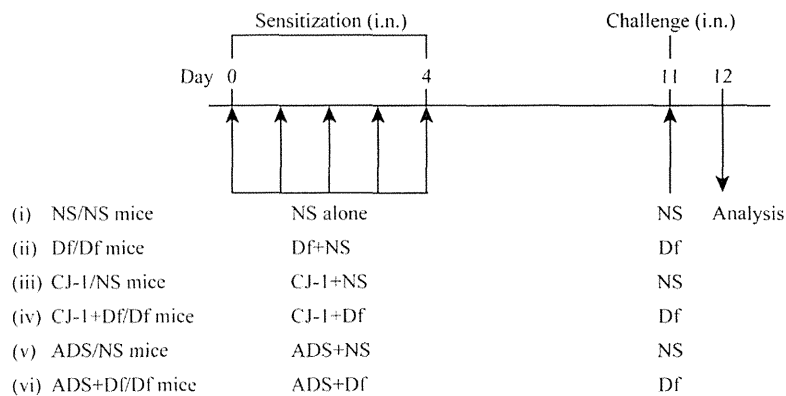 Sensitization (i.n.) Challenge (i.n.)
Day 0 4 11 12
(i) NS/NS mice NS alone NS Analysis
(ii) Df/Df mice Df+NS Df
(iii) CJ-1/NS mice CJ-1+NS NS
(iv) CJ-1+Df/Df mice CJ-1+Df Df
(v) ADS/NS mice ADS+NS NS
(vi) ADS+Df/Df mice ADS+Df Df